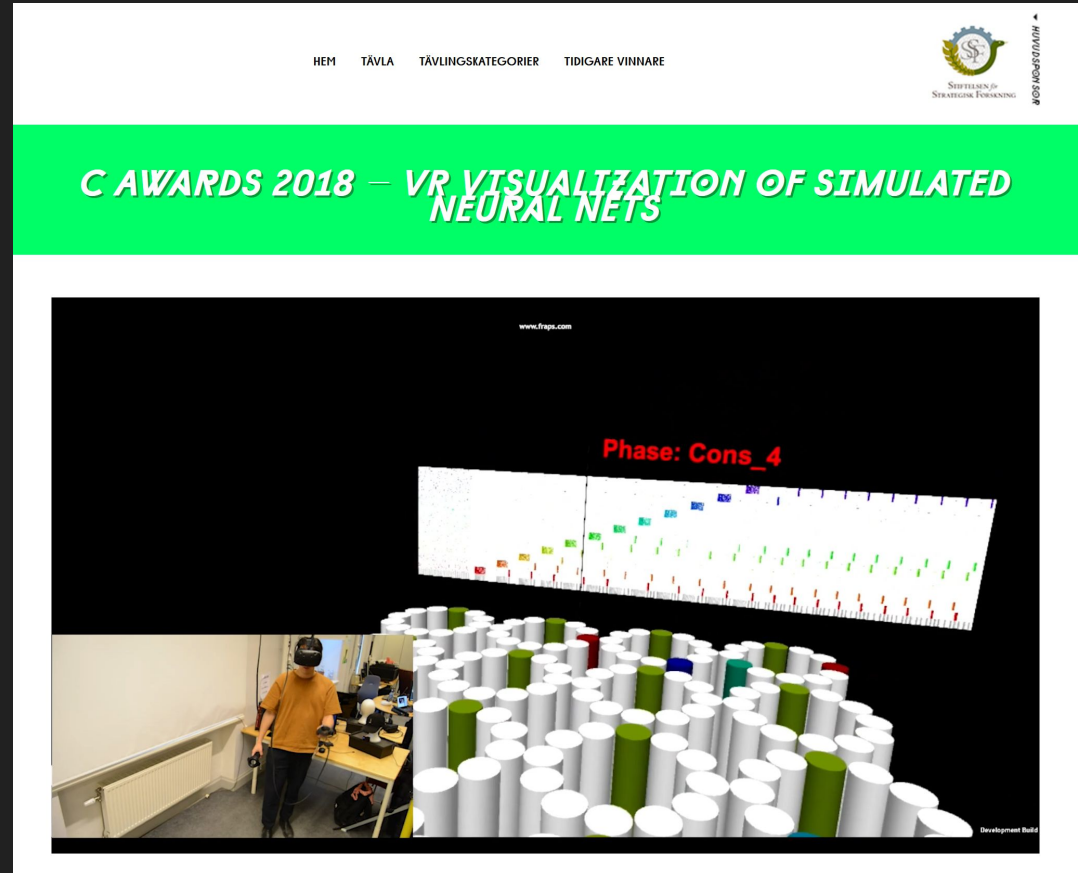 HEM TÄVLA TÄVLINGSKATEGORIER TIDIGARE VINNARE
SSF
STIFTELSEN för
STRATEGISK FORSKNING
HUVUDSPONSOR
C AWARDS 2018 – VR VISUALIZATION OF SIMULATED
NEURAL NETS
www.fraps.com
Phase: Cons_4
Development Build